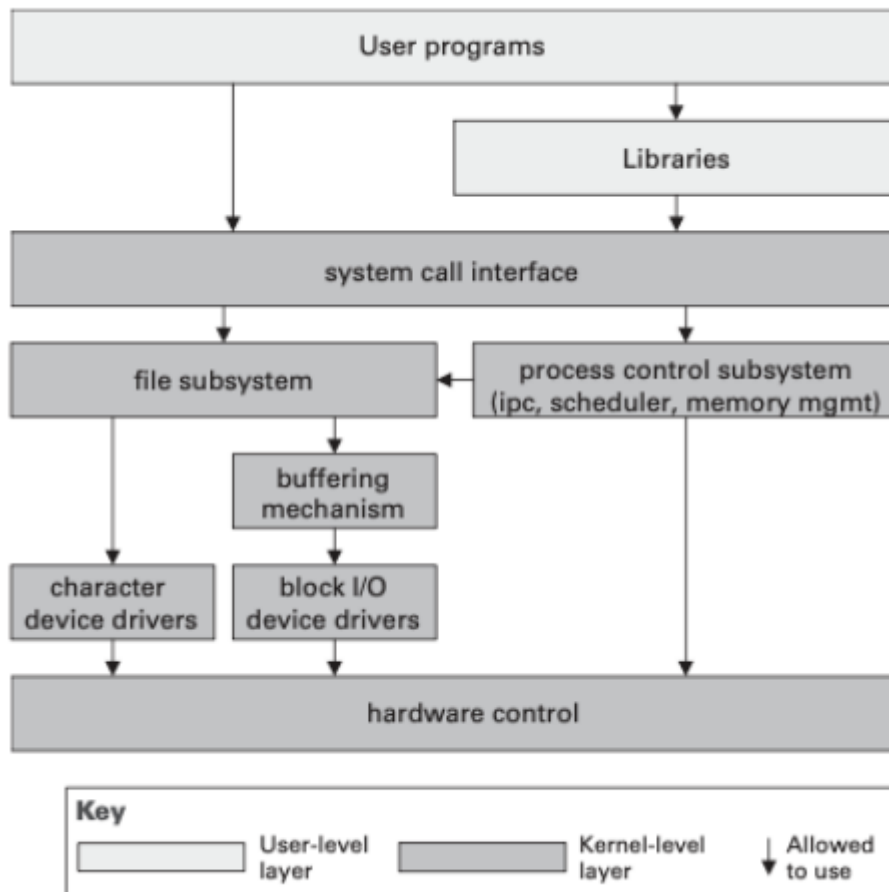 User programs
Libraries
system call interface
file subsystem
process control subsystem
(ipc, scheduler, memory mgmt)
buffering
mechanism
character
device drivers
block I/O
device drivers
hardware control
Key
User-level
layer
Kernel-level
layer
Allowed
to use